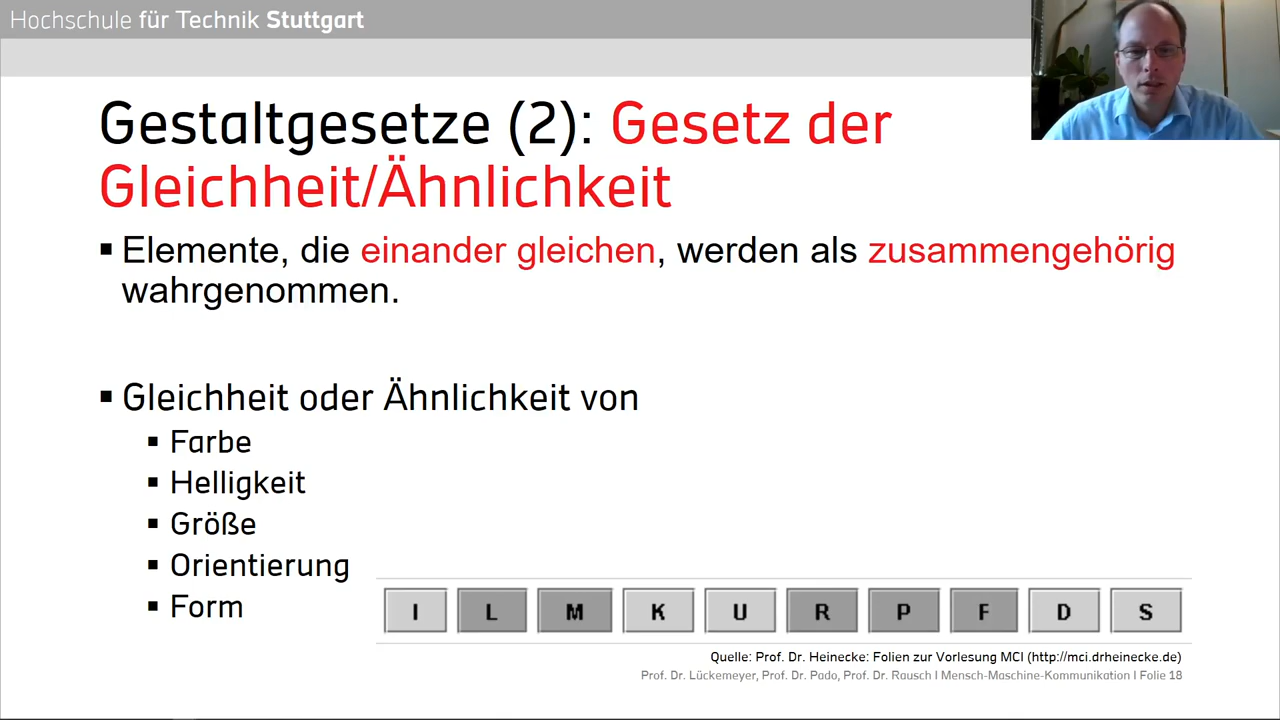 Hochschule für Technik Stuttgart
Gestaltgesetze (2): Gesetz der
Gleichheit/Ähnlichkeit
▪ Elemente, die einander gleichen, werden als zusammengehörig
wahrgenommen.
▪ Gleichheit oder Ähnlichkeit von
▪ Farbe
▪ Helligkeit
▪ Größe
▪ Orientierung
▪ Form
I L M K U R P F D S
Quelle: Prof. Dr. Heinecke: Folien zur Vorlesung MCI (http://mci.drheinecke.de)
Prof. Dr. Lückemeyer, Prof. Dr. Pado, Prof. Dr. Rausch I Mensch-Maschine-Kommunikation I Folie 18